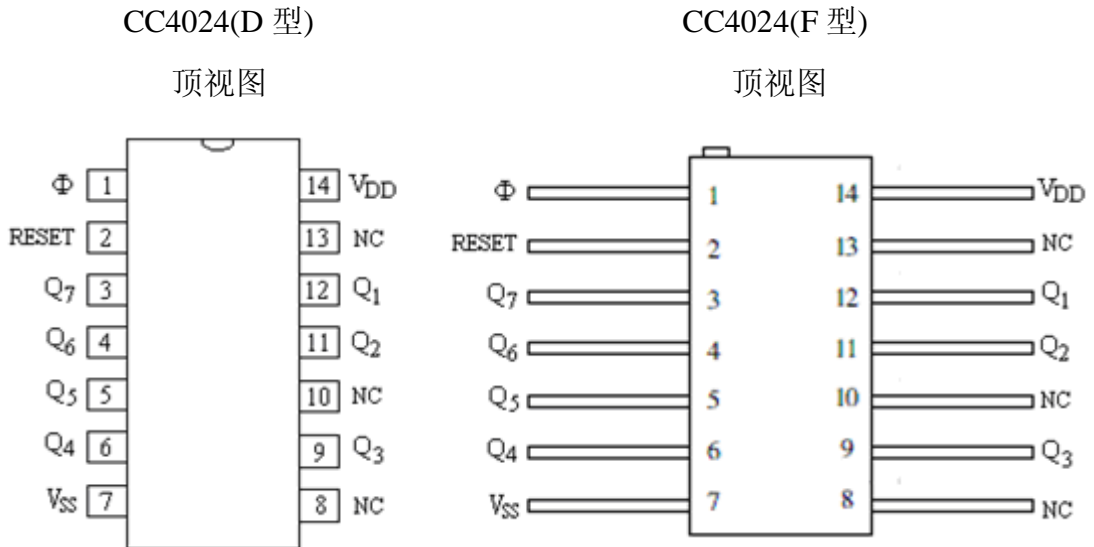 CC4024(D 型) CC4024(F 型)
顶视图 顶视图
Φ 1 14 VDD
RESET 2 13 NC
Q7 3 12 Q1
Q6 4 11 Q2
Q5 5 10 NC
Q4 6 9 Q3
VSS 7 8 NC
Φ 1 14 VDD
RESET 2 13 NC
Q7 3 12 Q1
Q6 4 11 Q2
Q5 5 10 NC
Q4 6 9 Q3
VSS 7 8 NC